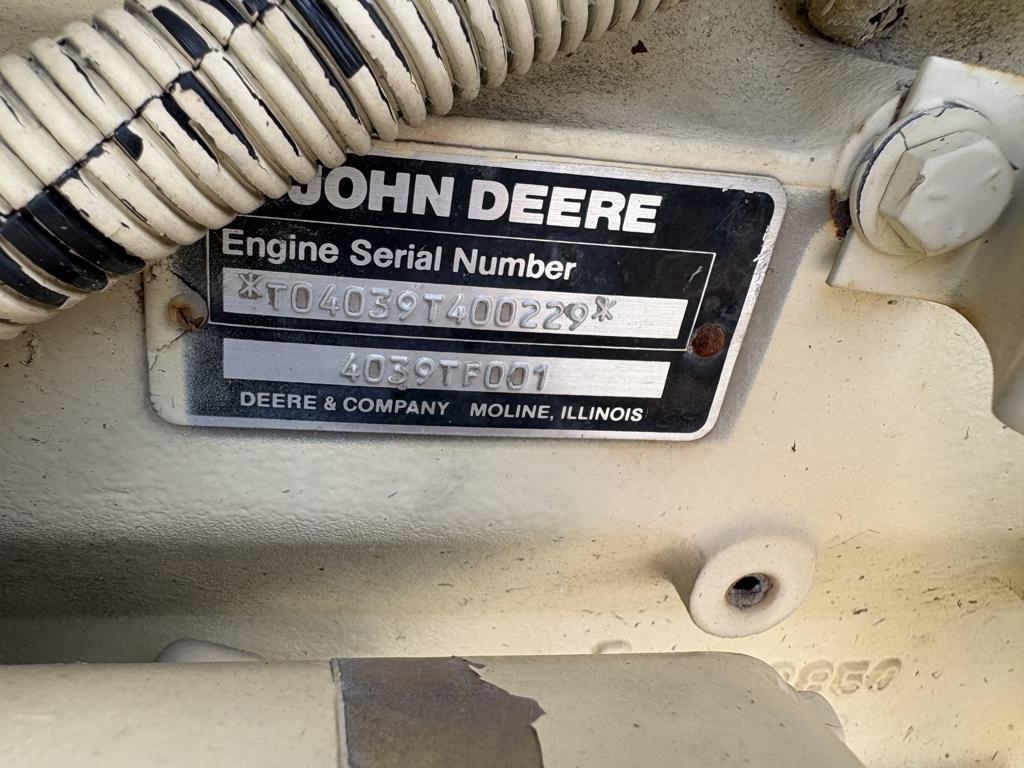 JOHN DEERE
Engine Serial Number
*T04039T400229*
4039TF001
DEERE & COMPANY MOLINE, ILLINOIS